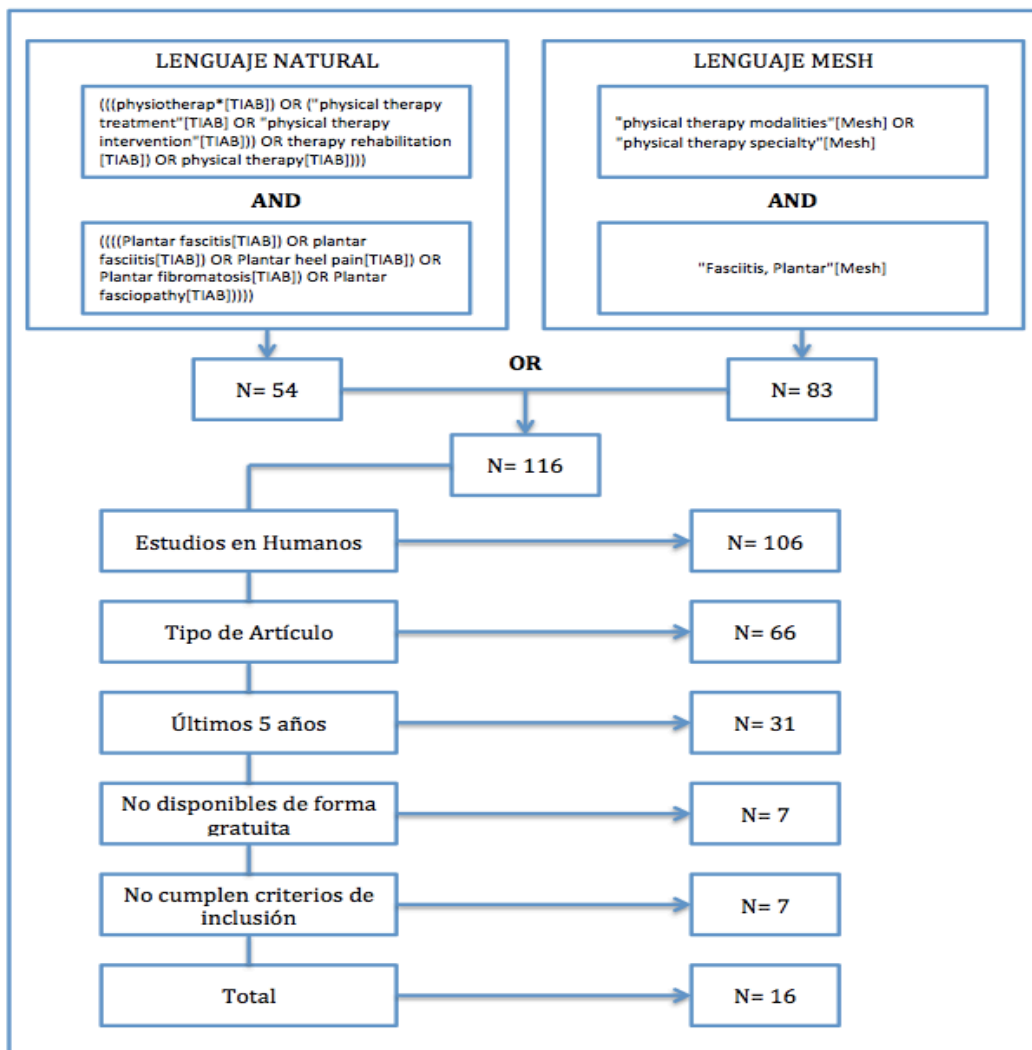 LENGUAJE NATURAL
(((physiotherap*[TIAB]) OR ("physical therapy
treatment"[TIAB] OR "physical therapy
intervention"[TIAB])) OR therapy rehabilitation
[TIAB]) OR physical therapy[TIAB])))
AND
((((Plantar fascitis[TIAB]) OR plantar
fasciitis[TIAB]) OR Plantar heel pain[TIAB]) OR
Plantar fibromatosis[TIAB]) OR Plantar
fasciopathy[TIAB])))))
LENGUAJE MESH
"physical therapy modalities"[Mesh] OR
"physical therapy specialty"[Mesh]
AND
"Fasciitis, Plantar"[Mesh]
OR
N= 54
N= 83
N= 116
Estudios en Humanos
N= 106
Tipo de Artículo
N= 66
Últimos 5 años
N= 31
No disponibles de forma
gratuita
N= 7
No cumplen criterios de
inclusión
N= 7
Total
N= 16